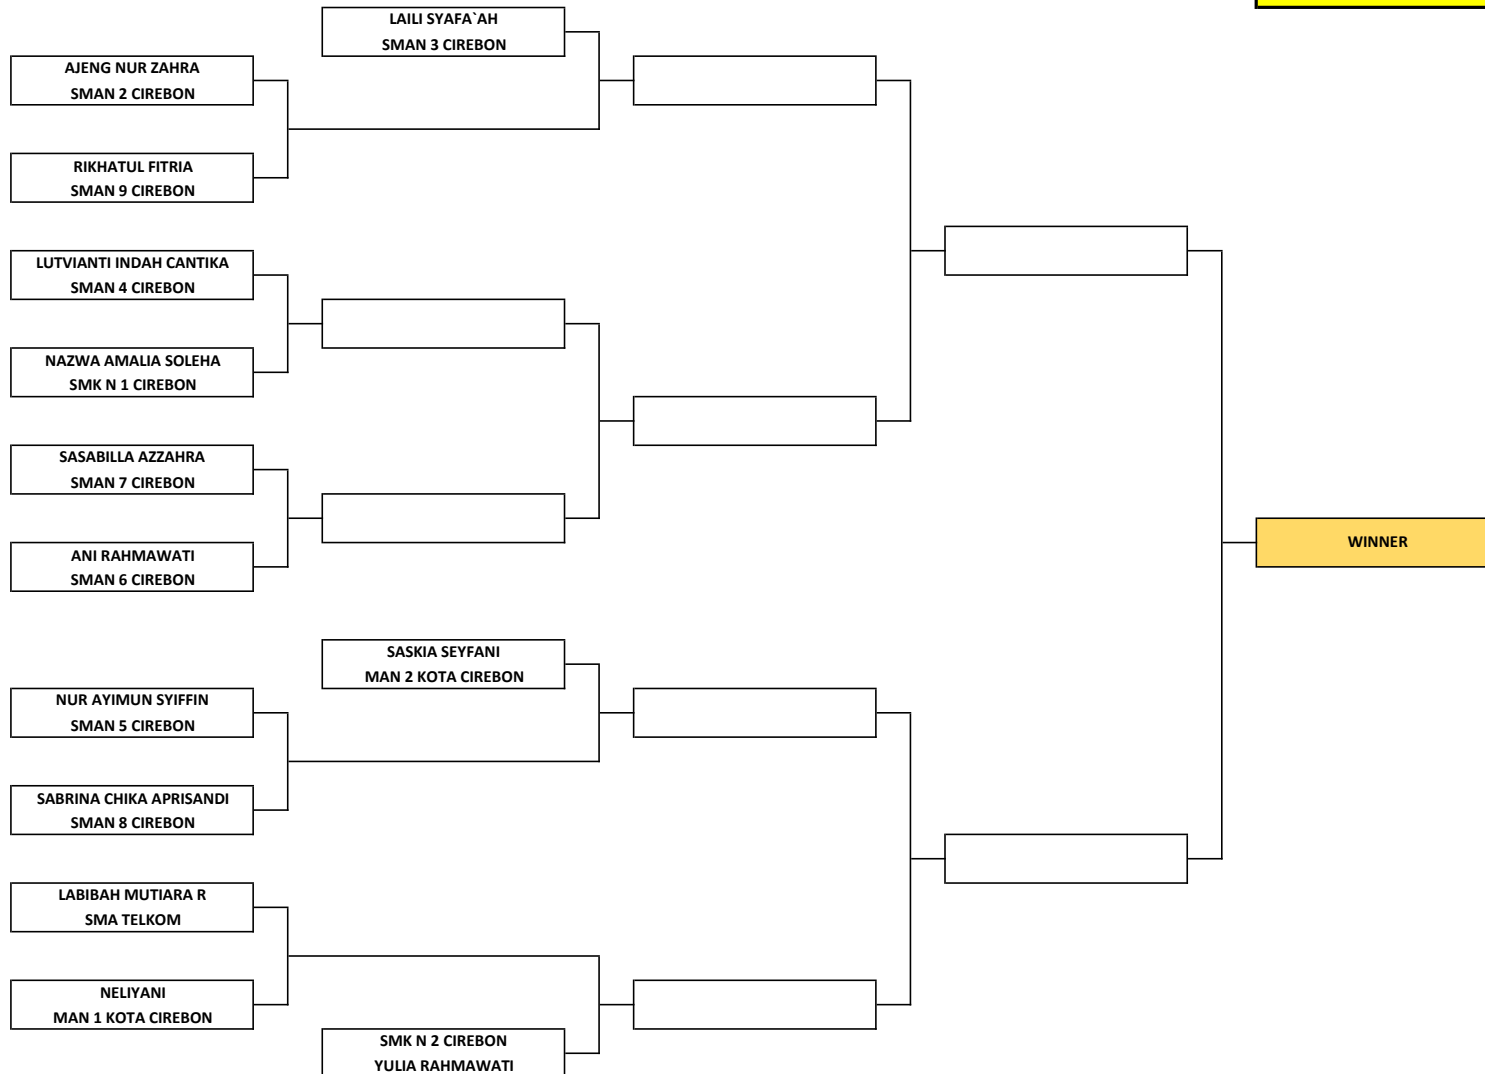 LAILI SYAFA`AH
SMAN 3 CIREBON
AJENG NUR ZAHRA
SMAN 2 CIREBON
RIKHATUL FITRIA
SMAN 9 CIREBON
LUTVIANTI INDAH CANTIKA
SMAN 4 CIREBON
NAZWA AMALIA SOLEHA
SMK N 1 CIREBON
SASABILLA AZZAHRA
SMAN 7 CIREBON
ANI RAHMAWATI
SMAN 6 CIREBON
WINNER
SASKIA SEYFANI
MAN 2 KOTA CIREBON
NUR AYIMUN SYIFFIN
SMAN 5 CIREBON
SABRINA CHIKA APRISANDI
SMAN 8 CIREBON
LABIBAH MUTIARA R
SMA TELKOM
NELIYANI
MAN 1 KOTA CIREBON
SMK N 2 CIREBON
YULIA RAHMAWATI